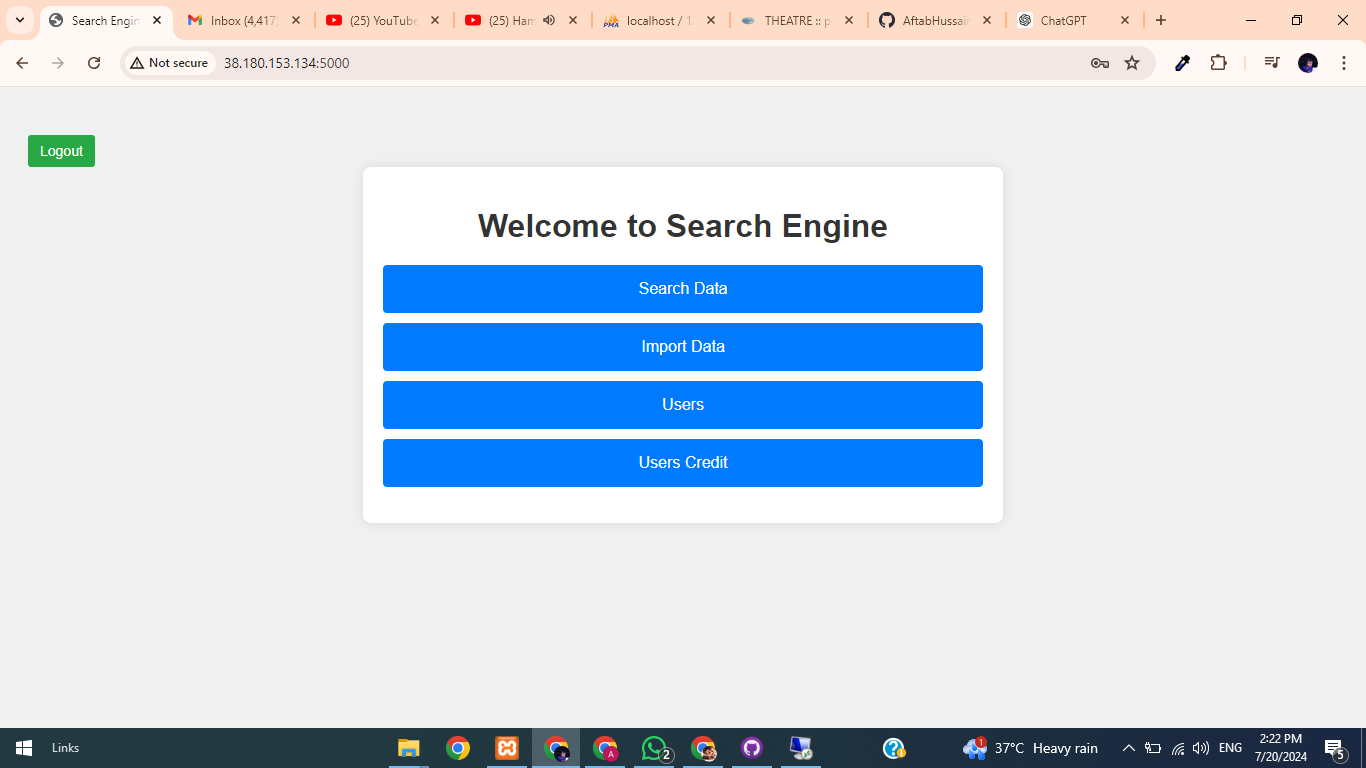 Search Engin
Inbox (4,417)
(25) YouTube
(25) Ham
localhost / 1
THEATRE :: p
AftabHussai
ChatGPT
Not secure
38.180.153.134:5000
Logout
Welcome to Search Engine
Search Data
Import Data
Users
Users Credit
Links
A
2
1
37°C Heavy rain
ENG
2:22 PM
7/20/2024
5